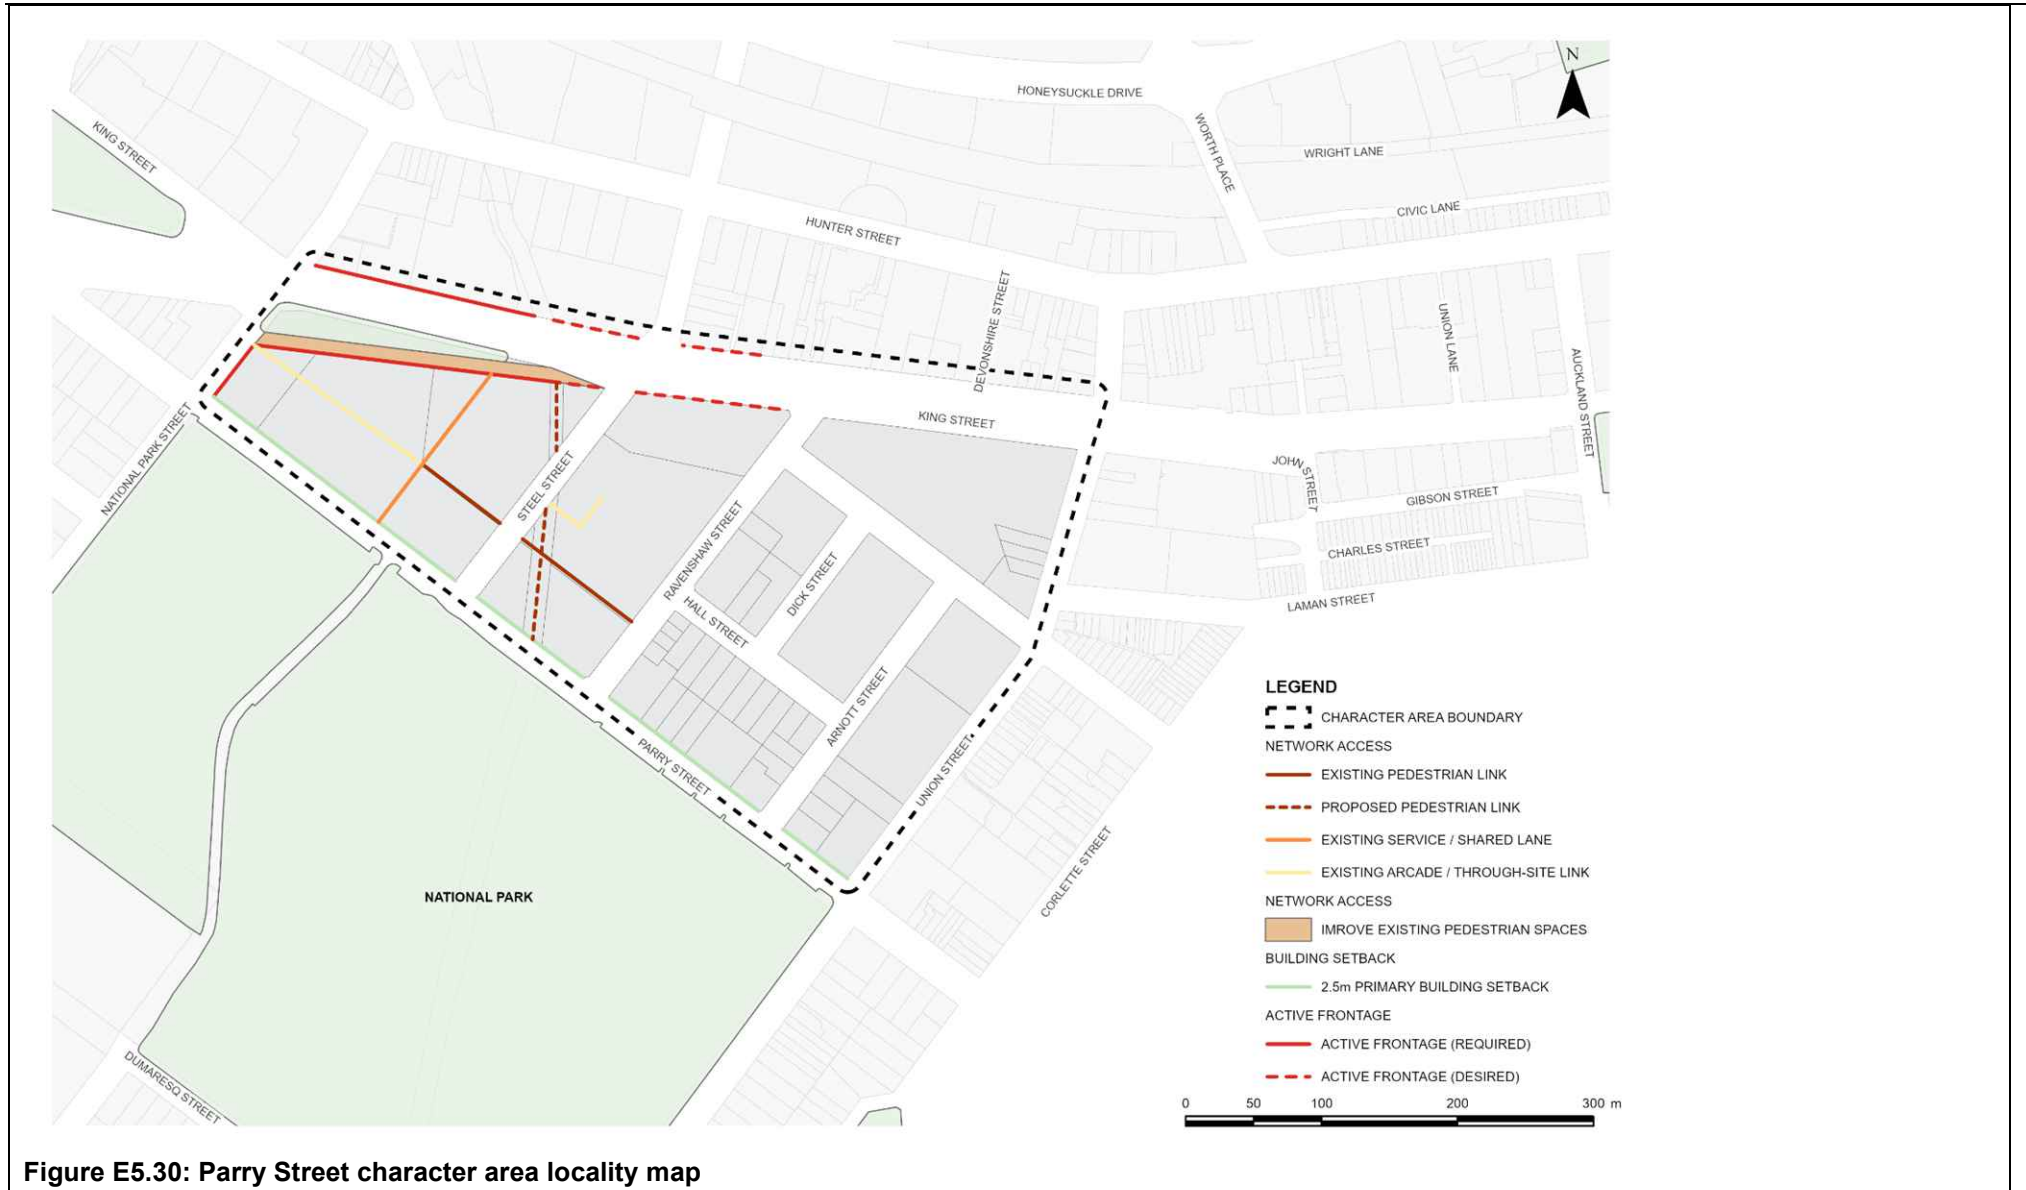 N
HONEYSUCKLE DRIVE
KING STREET
WORTH PLACE
WRIGHT LANE
CIVIC LANE
HUNTER STREET
DEVONSHIRE STREET
UNION LANE
AUCKLAND STREET
KING STREET
NATIONAL PARK STREET
STEEL STREET
JOHN STREET
GIBSON STREET
RAVENSHAW STREET
CHARLES STREET
DICK STREET
HALL STREET
LAMAN STREET
ARNOTT STREET
PARRY STREET
UNION STREET
CORLETTE STREET
NATIONAL PARK
DUMARESQ STREET
LEGEND
CHARACTER AREA BOUNDARY
NETWORK ACCESS
EXISTING PEDESTRIAN LINK
PROPOSED PEDESTRIAN LINK
EXISTING SERVICE / SHARED LANE
EXISTING ARCADE / THROUGH-SITE LINK
NETWORK ACCESS
IMROVE EXISTING PEDESTRIAN SPACES
BUILDING SETBACK
2.5m PRIMARY BUILDING SETBACK
ACTIVE FRONTAGE
ACTIVE FRONTAGE (REQUIRED)
ACTIVE FRONTAGE (DESIRED)
0 50 100 200 300 m
Figure E5.30: Parry Street character area locality map